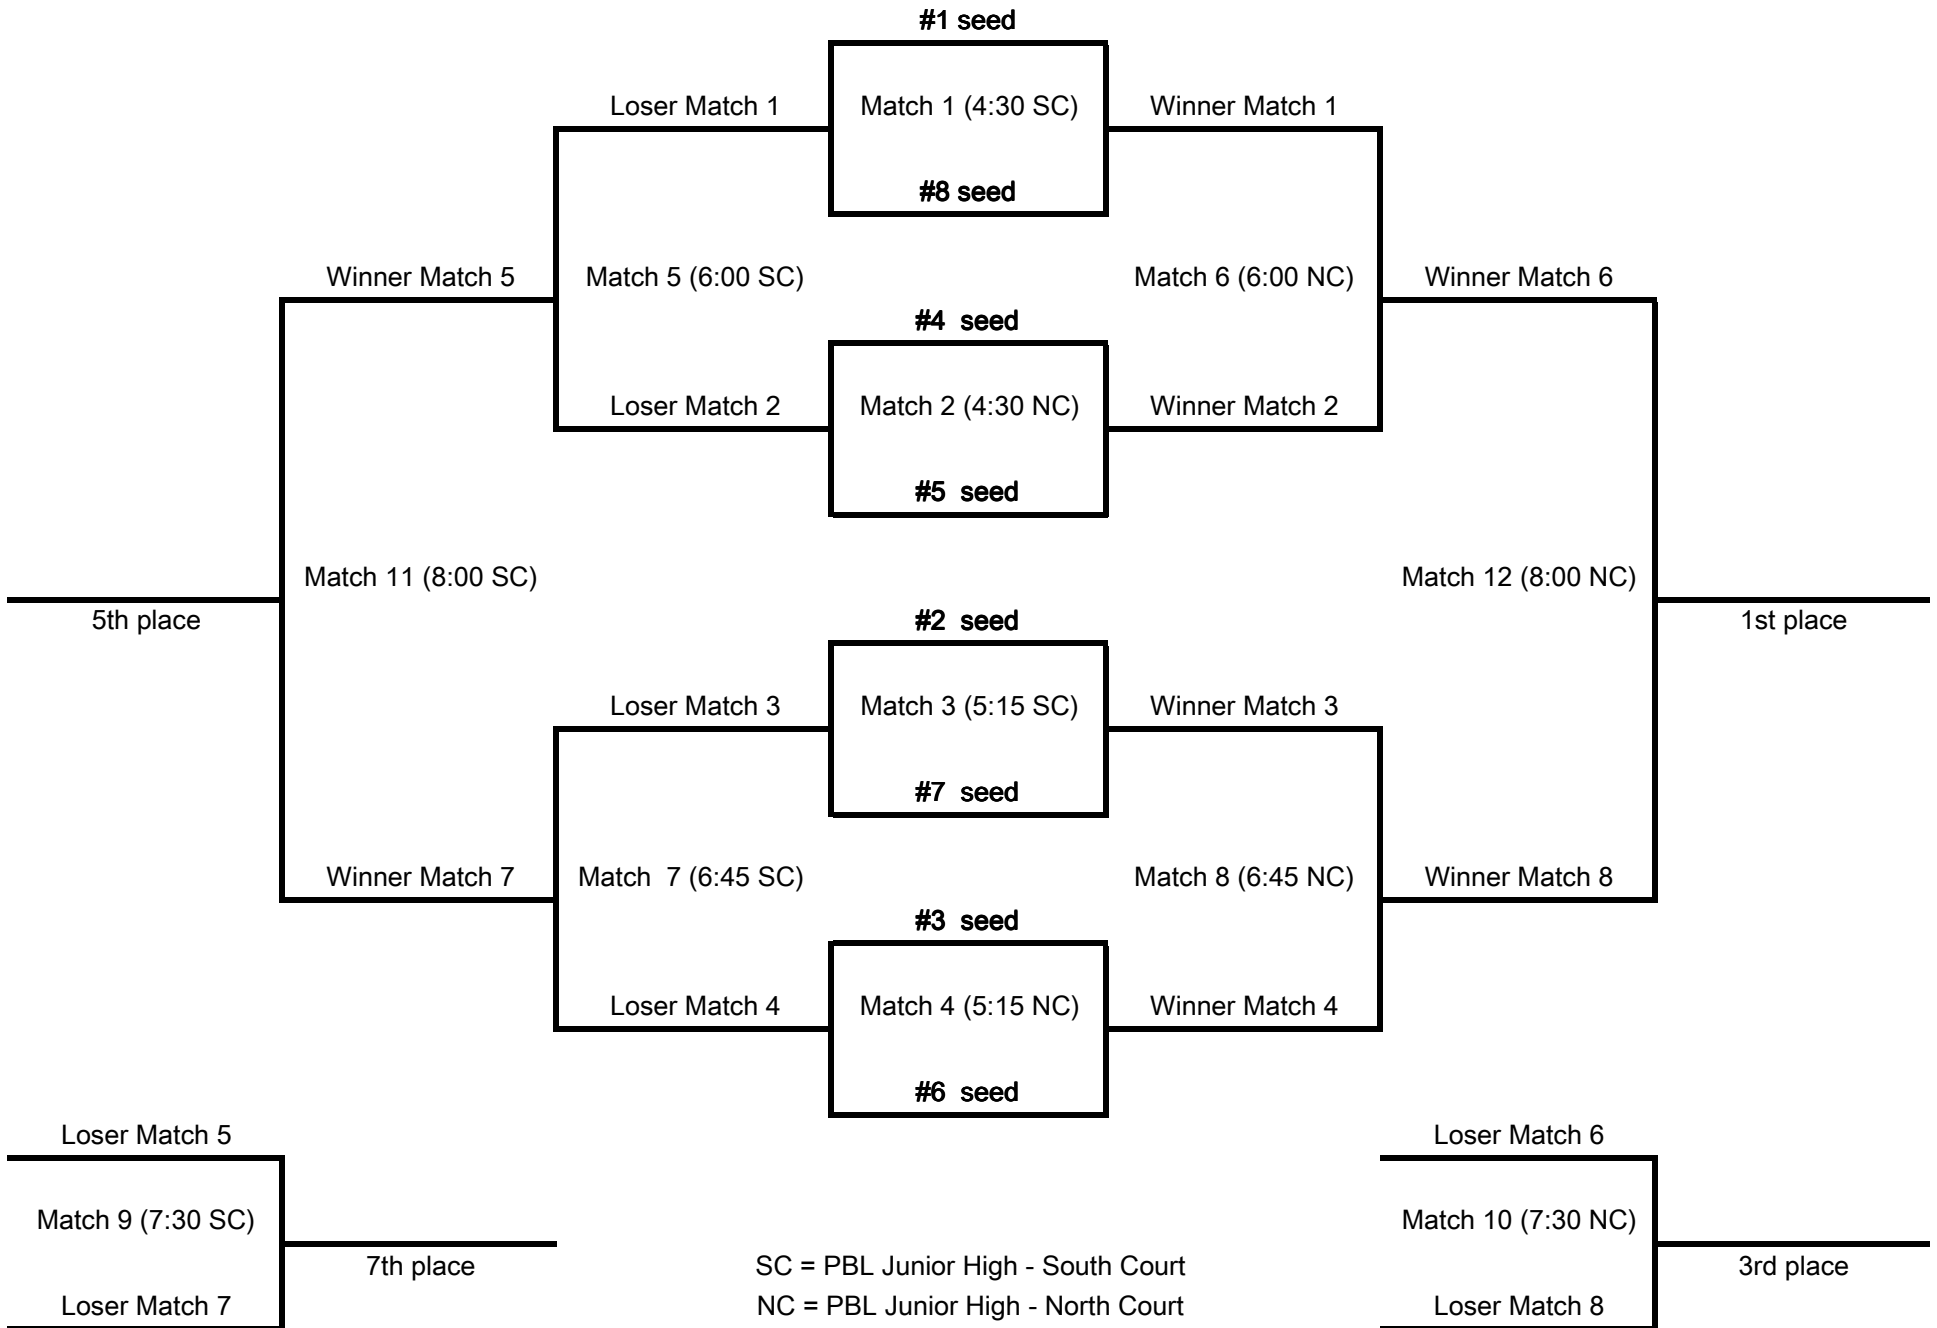 #1 seed
Loser Match 1
Match 1 (4:30 SC)
Winner Match 1
#8 seed
Winner Match 5
Match 5 (6:00 SC)
Match 6 (6:00 NC)
Winner Match 6
#4  seed
Loser Match 2
Match 2 (4:30 NC)
Winner Match 2
#5  seed
Match 11 (8:00 SC)
Match 12 (8:00 NC)
5th place
#2  seed
1st place
Loser Match 3
Match 3 (5:15 SC)
Winner Match 3
#7  seed
Winner Match 7
Match  7 (6:45 SC)
Match 8 (6:45 NC)
Winner Match 8
#3  seed
Loser Match 4
Match 4 (5:15 NC)
Winner Match 4
#6  seed
Loser Match 5
Loser Match 6
Match 9 (7:30 SC)
Match 10 (7:30 NC)
7th place
SC = PBL Junior High - South Court
3rd place
Loser Match 7
NC = PBL Junior High - North Court
Loser Match 8